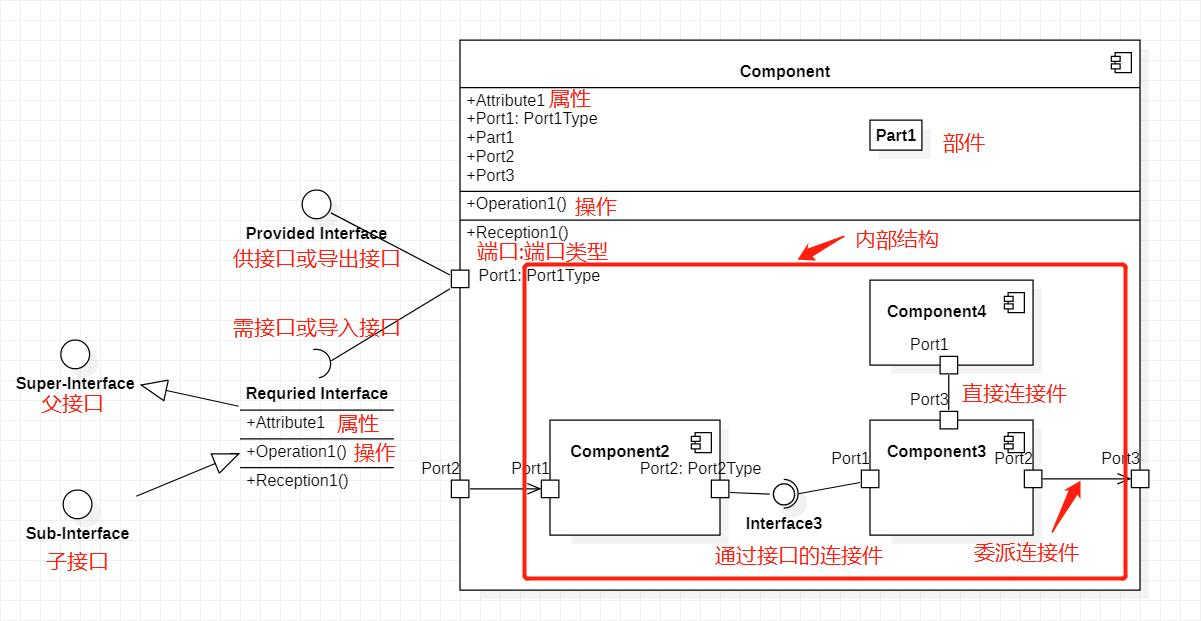 Component
+Attribute1 属性
+Port1: Port1Type
+Part1
+Port2
+Port3
Part1
部件
+Operation1() 操作
+Reception1()
端口:端口类型
Port1: Port1Type
内部结构
Provided Interface
供接口或导出接口
需接口或导入接口
Super-Interface
父接口
Requried Interface
+Attribute1 属性
+Operation1() 操作
+Reception1()
Sub-Interface
子接口
Component4
Port1
直接连接件
Port3
Port2
Port1
Component2
Port2: Port2Type
Interface3
通过接口的连接件
Port1
Component3
Port2
Port3
委派连接件